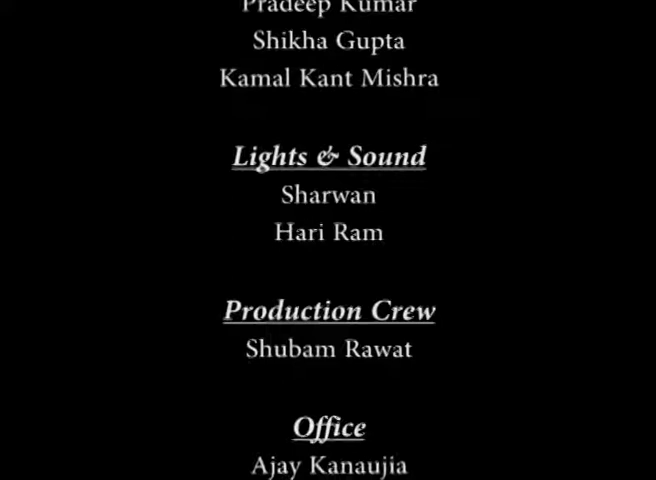 Pradeep Kumar
Shikha Gupta
Kamal Kant Mishra
Lights & Sound
Sharwan
Hari Ram
Production Crew
Shubam Rawat
Office
Ajay Kanaujia